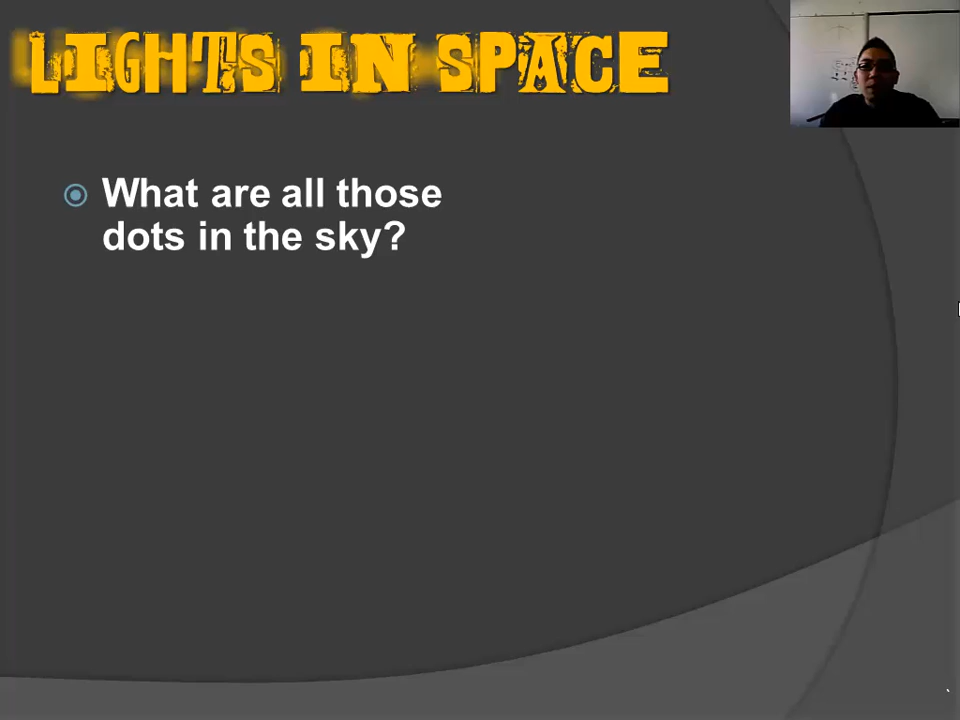 LIGHTS IN SPACE
What are all those
dots in the sky?